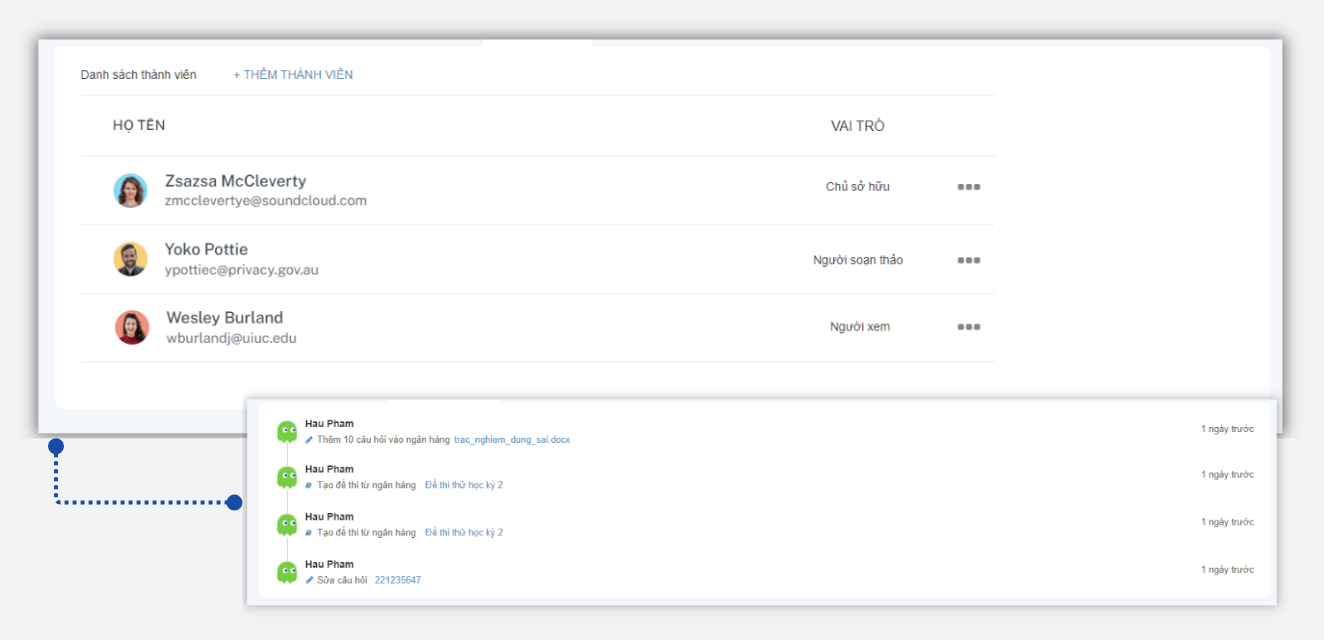 Danh sách thành viên + THÊM THÀNH VIÊN
HỌ TÊN VAI TRÒ
Zsazsa McCleverty
zmcclevertye@soundcloud.com
Chủ sở hữu
Yoko Pottie
ypottiec@privacy.gov.au
Người soạn thảo
Wesley Burland
wburlandj@uiuc.edu
Người xem
Hau Pham
Thêm 10 câu hỏi vào ngân hàng trac_nghiem_dung_sai.docx
1 ngày trước
Hau Pham
Tạo đề thi từ ngân hàng Đề thi thử học kỳ 2
1 ngày trước
Hau Pham
Tạo đề thi từ ngân hàng Đề thi thử học kỳ 2
1 ngày trước
Hau Pham
Sửa câu hỏi 221235647
1 ngày trước